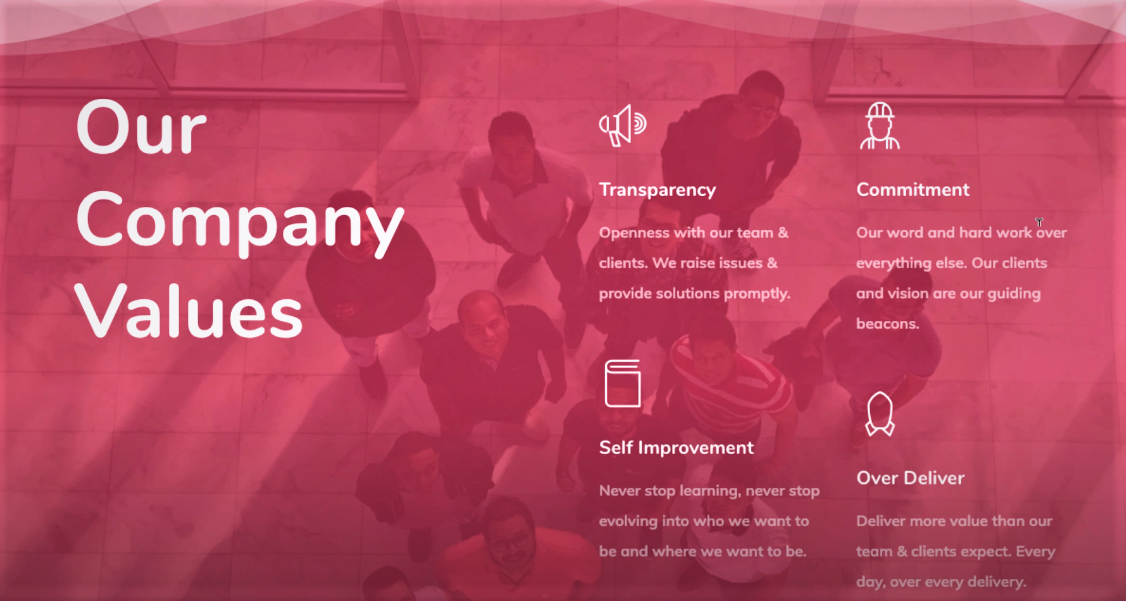 Our
Company
Values
Transparency
Openness with our team &
clients. We raise issues &
provide solutions promptly.
Commitment
Our word and hard work over
everything else. Our clients
and vision are our guiding
beacons.
Self Improvement
Never stop learning, never stop
evolving into who we want to
be and where we want to be.
Over Deliver
Deliver more value than our
team & clients expect. Every
day, over every delivery.